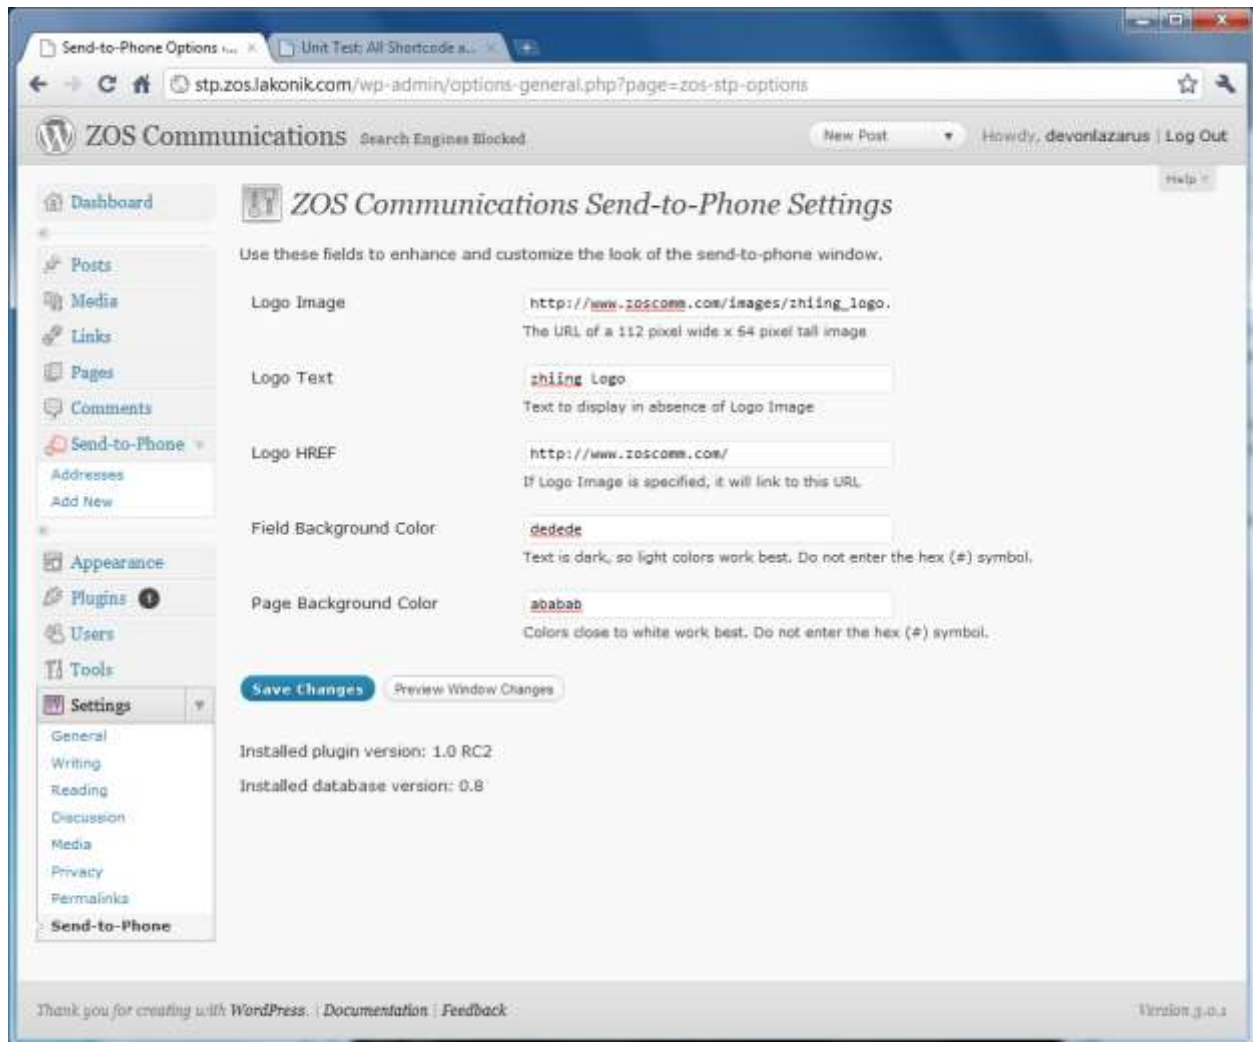 Send-to-Phone Options
Unit Test: All Shortcode a...
stp.zos.lakonik.com/wp-admin/options-general.php?page=zos-stp-options
ZOS Communications Search Engines Blocked New Post Howdy, devonlazarus | Log Out
Help
Dashboard
Posts
Media
Links
Pages
Comments
Send-to-Phone
Addresses
Add New
Appearance
Plugins 1
Users
Tools
Settings
General
Writing
Reading
Discussion
Media
Privacy
Permalinks
Send-to-Phone
ZOS Communications Send-to-Phone Settings
Use these fields to enhance and customize the look of the send-to-phone window.
Logo Image http://www.zoscomm.com/images/zhiing_logo.
The URL of a 112 pixel wide x 64 pixel tall image
Logo Text zhiing Logo
Text to display in absence of Logo Image
Logo HREF http://www.zoscomm.com/
If Logo Image is specified, it will link to this URL
Field Background Color dedede
Text is dark, so light colors work best. Do not enter the hex (#) symbol.
Page Background Color ababab
Colors close to white work best. Do not enter the hex (#) symbol.
Save Changes Preview Window Changes
Installed plugin version: 1.0 RC2
Installed database version: 0.8
Thank you for creating with WordPress. | Documentation | Feedback Version 3.0.1